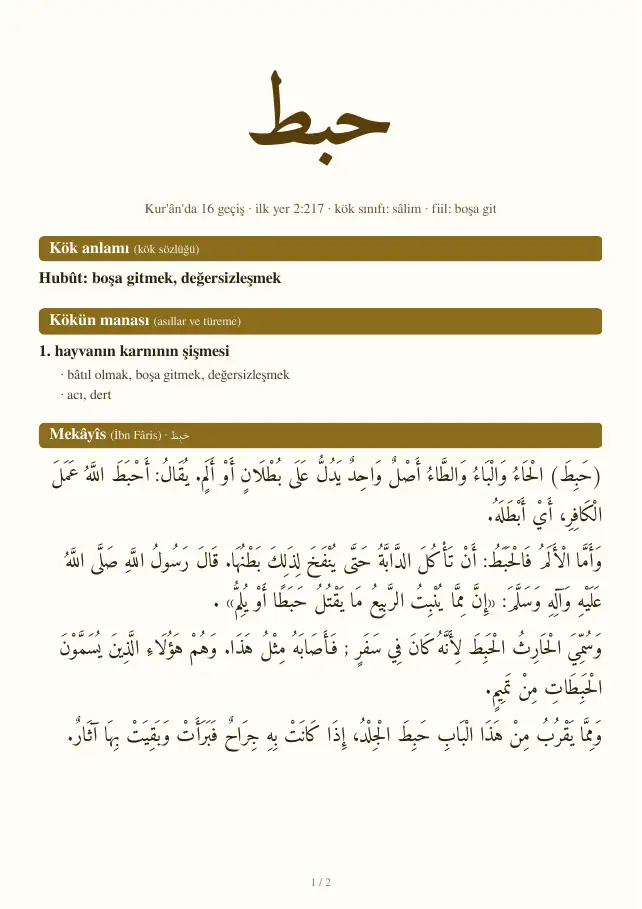 حبط
Kur'ân'da 16 geçiş · ilk yer 2:217 · kök sınıfı: sâlim · fiil: boşa git
Kök anlamı (kök sözlüğü)
Hubût: boşa gitmek, değersizleşmek
Kökün manası (asıllar ve türeme)
1. hayvanın karnının şişmesi
· bâtıl olmak, boşa gitmek, değersizleşmek
· acı, dert
Mekâyîs (İbn Fâris) · حبط
(حَبِطَ) الْحَاءُ وَالْبَاءُ وَالطَّاءُ أَصْلٌ وَاحِدٌ يَدُلُّ عَلَى بُطْلَانٍ أَوْ أَلَمٍ. يُقَالُ: أَحْبَطَ اللَّهُ عَمَلَ
الْكَافِرِ، أَيْ أَبْطَلَهُ.
وَأَمَّا الْأَلَمُ فَالْحَبَطُ: أَنْ تَأْكُلَ الدَّابَّةُ حَتَّى يُنْفَخَ لِذَلِكَ بَطْنُهَا. قَالَ رَسُولُ اللَّهِ صَلَّى اللَّهُ
عَلَيْهِ وَآلِهِ وَسَلَّمَ: «إِنَّ مِمَّا يُنْبِتُ الرَّبِيعُ مَا يَقْتُلُ حَبَطًا أَوْ يُلِمُّ» .
وَسُمِّيَ الْحَارِثُ الْحَبِطَ لِأَنَّهُ كَانَ فِي سَفَرٍ ; فَأَصَابَهُ مِثْلُ هَذَا. وَهُمْ هَؤُلَاءِ الَّذِينَ يُسَمَّوْنَ
الْحَبِطَاتِ مِنْ تَمِيمٍ.
وَمِمَّا يَقْرُبُ مِنْ هَذَا الْبَابِ حَبِطَ الْجِلْدُ، إِذَا كَانَتْ بِهِ جِرَاحٌ فَبَرَأَتْ وَبَقِيَتْ بِهَا آثَارٌ.
1 / 2